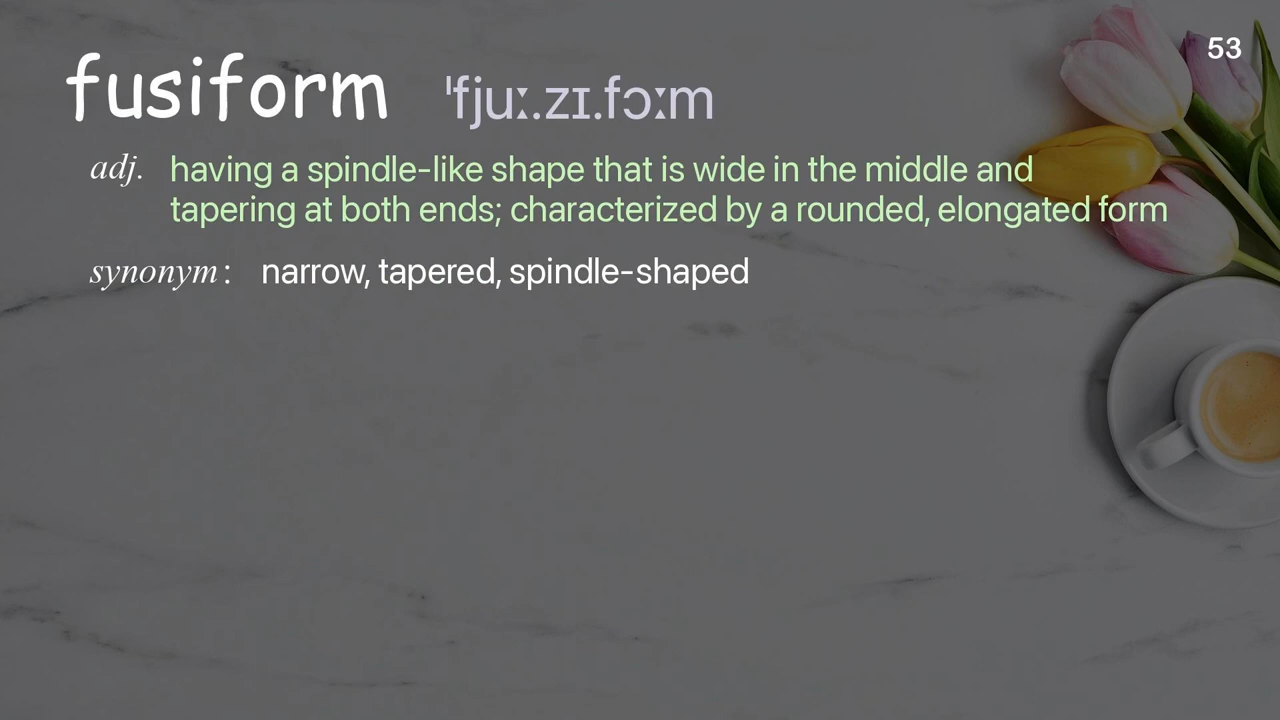 53
fusiform ˈfjuː.zɪ.fɔːm
adj. having a spindle-like shape that is wide in the middle and
tapering at both ends; characterized by a rounded, elongated form
synonym: narrow, tapered, spindle-shaped